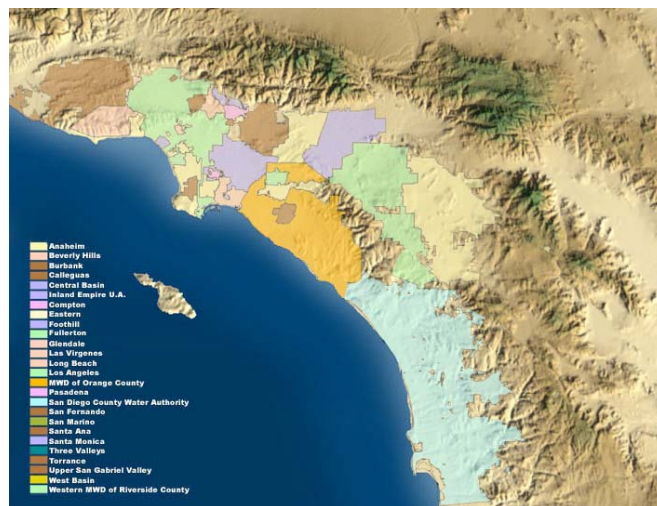 Anaheim
Beverly Hills
Burbank
Calleguas
Central Basin
Inland Empire U.A.
Compton
Eastern
Foothill
Fullerton
Glendale
Las Virgenes
Long Beach
Los Angeles
MWD of Orange County
Pasadena
San Diego County Water Authority
San Fernando
San Marino
Santa Ana
Santa Monica
Three Valleys
Torrance
Upper San Gabriel Valley
West Basin
Western MWD of Riverside County